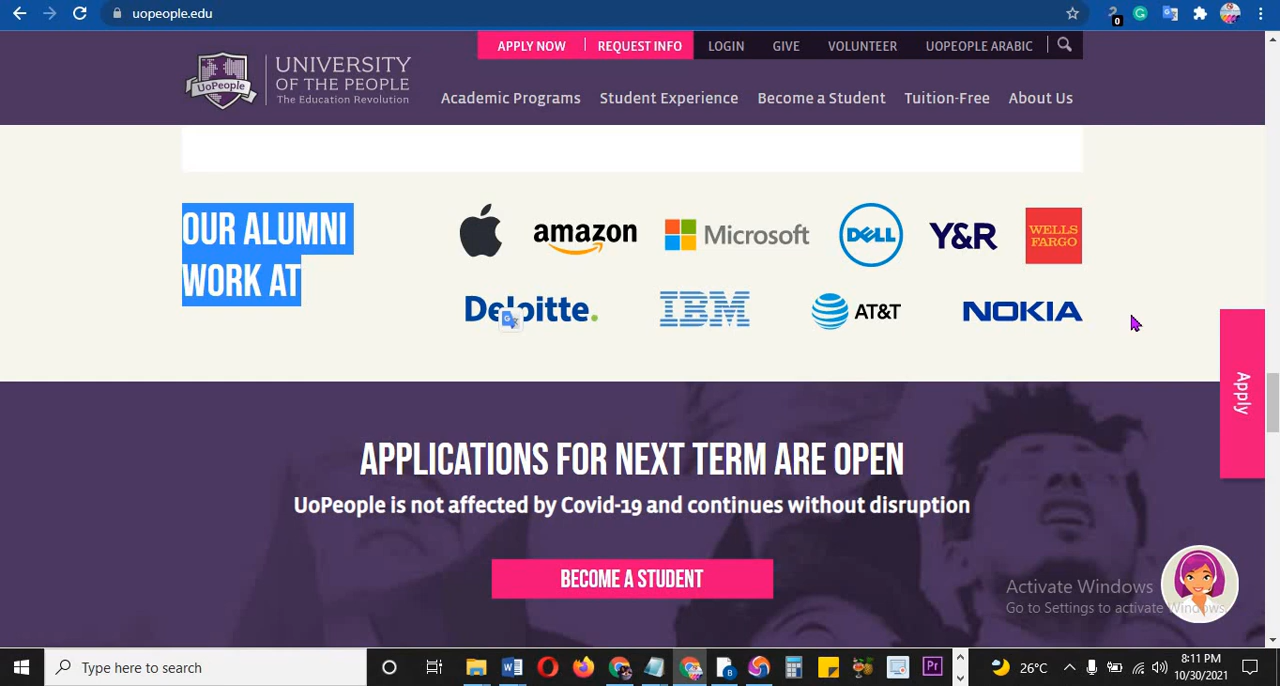 uopeople.edu
0
APPLY NOW REQUEST INFO LOGIN GIVE VOLUNTEER UOPEOPLE ARABIC
UoPeople
UNIVERSITY
OF THE PEOPLE
The Education Revolution
Academic Programs Student Experience Become a Student Tuition-Free About Us
OUR ALUMNI
WORK AT
amazon Microsoft DELL Y&R WELLS
FARGO
Deloitte. IBM AT&T NOKIA
Apply
APPLICATIONS FOR NEXT TERM ARE OPEN
UoPeople is not affected by Covid-19 and continues without disruption
BECOME A STUDENT
Activate Windows
Go to Settings to activate Windows.
Type here to search
Pr
26°C
8:11 PM
10/30/2021